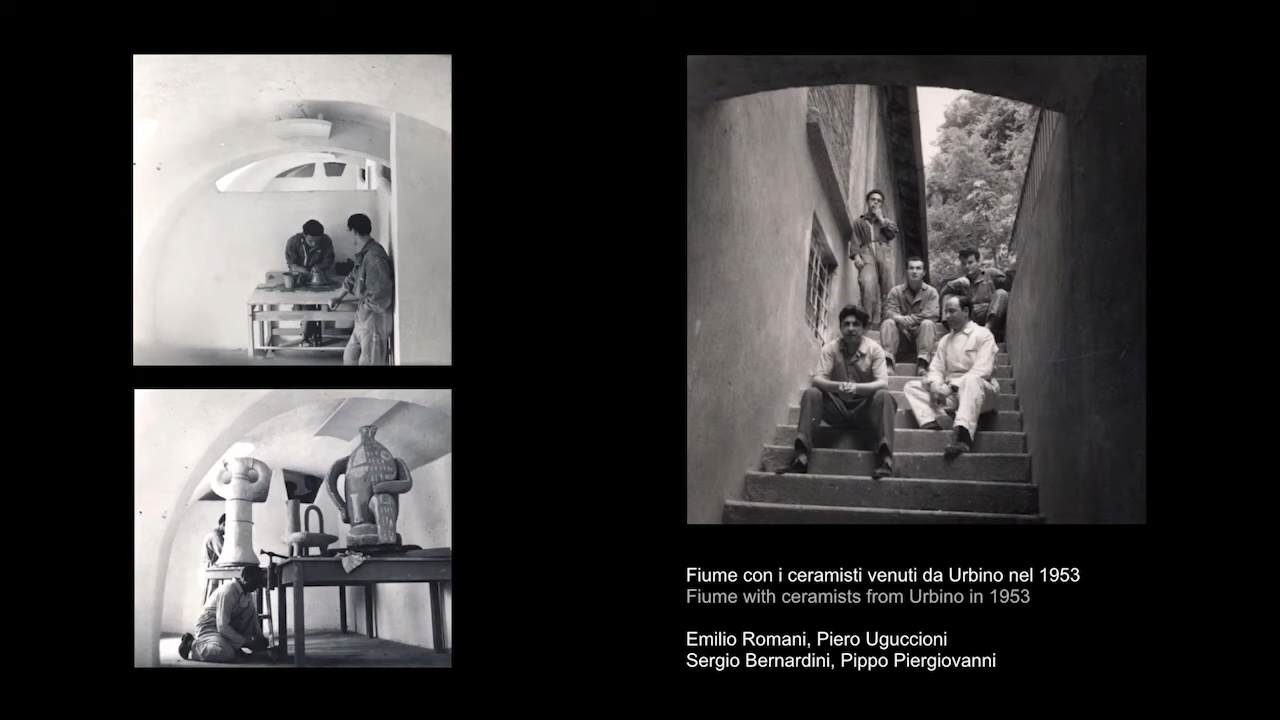 Fiume con i ceramisti venuti da Urbino nel 1953
Fiume with ceramists from Urbino in 1953
Emilio Romani, Piero Uguccioni
Sergio Bernardini, Pippo Piergiovanni